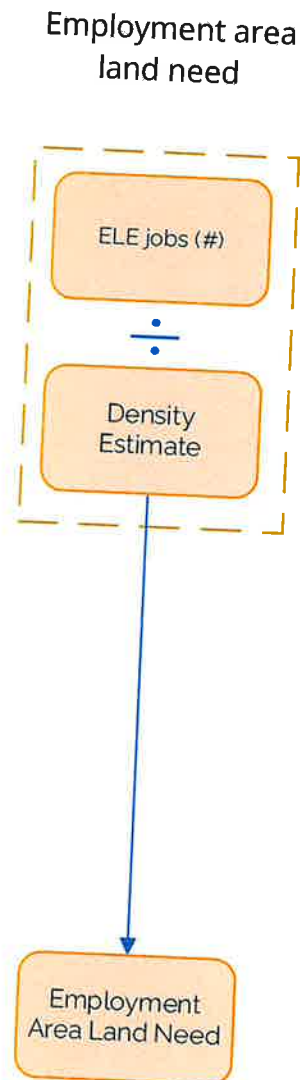 Employment area
land need
ELE jobs (#)
÷
Density
Estimate
Employment
Area Land Need